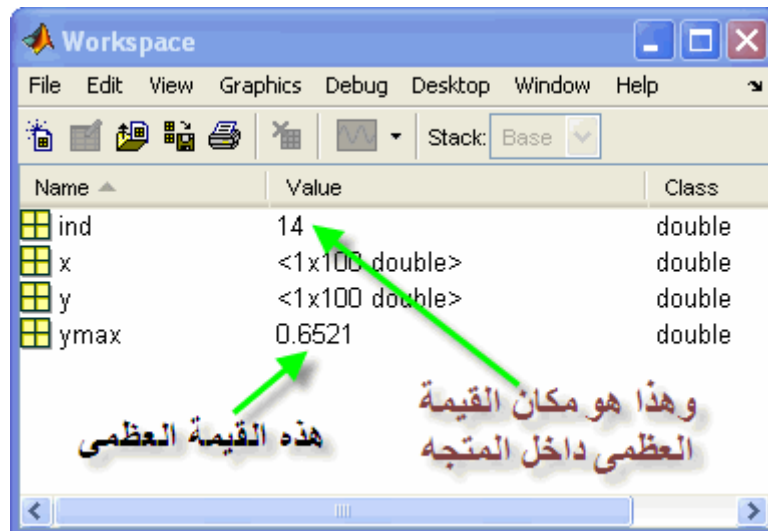 Workspace
File Edit View Graphics Debug Desktop Window Help
Stack: Base
Name Value Class
ind 14 double
x <1x100 double> double
y <1x100 double> double
ymax 0.6521 double
وهذا هو مكان القيمة
العظمى داخل المتجه
هذه القيمة العظمى